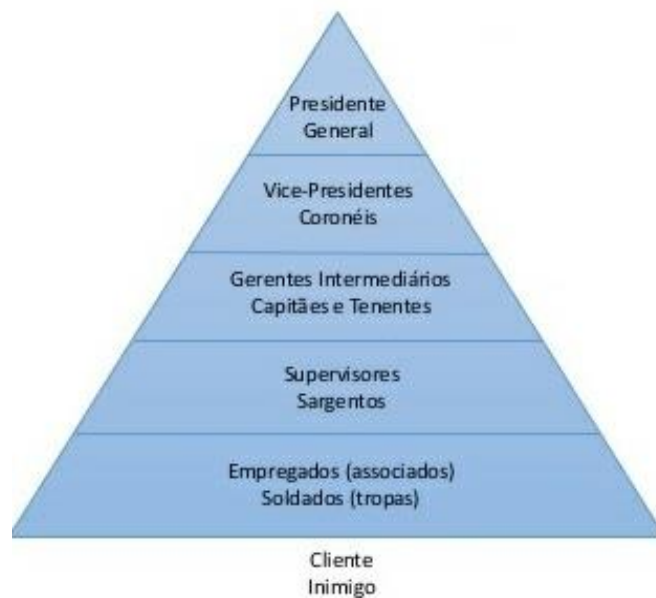 Presidente
General
Vice-Presidentes
Coronéis
Gerentes Intermediários
Capitães e Tenentes
Supervisores
Sargentos
Empregados (associados)
Soldados (tropas)
Cliente
Inimigo